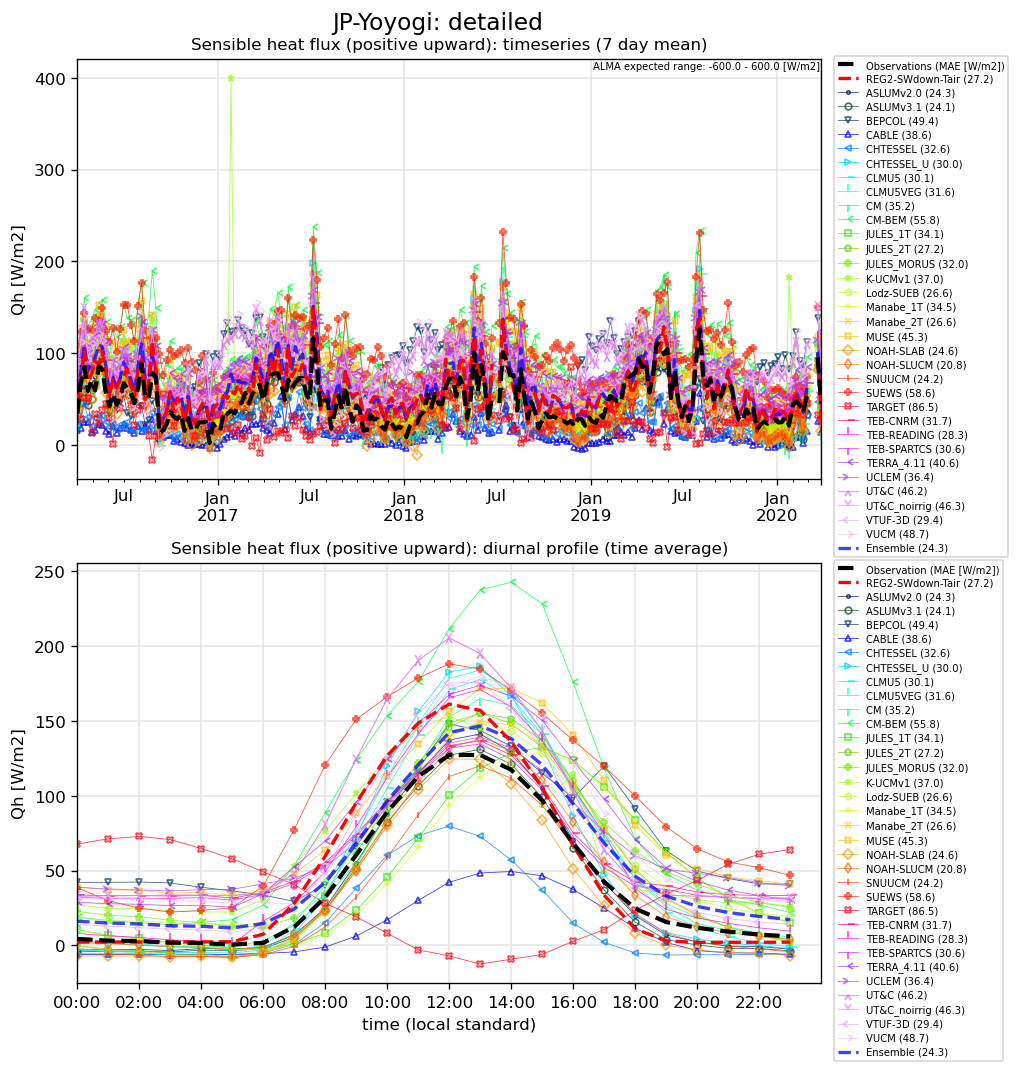 JP-Yoyogi: detailed
Sensible heat flux (positive upward): timeseries (7 day mean)
ALMA expected range: -600.0 - 600.0 [W/m2]
Qh [W/m2]
400
300
200
100
0
Jul
Jan
2017
Jul
Jan
2018
Jul
Jan
2019
Jul
Jan
2020
Observations (MAE [W/m2])
REG2-SWdown-Tair (27.2)
ASLUMv2.0 (24.3)
ASLUMv3.1 (24.1)
BEPCOL (49.4)
CABLE (38.6)
CHTESSEL (32.6)
CHTESSEL_U (30.0)
CLMU5 (30.1)
CLMU5VEG (31.6)
CM (35.2)
CM-BEM (55.8)
JULES_1T (34.1)
JULES_2T (27.2)
JULES_MORUS (32.0)
K-UCMv1 (37.0)
Lodz-SUEB (26.6)
Manabe_1T (34.5)
Manabe_2T (26.6)
MUSE (45.3)
NOAH-SLAB (24.6)
NOAH-SLUCM (20.8)
SNUUCM (24.2)
SUEWS (58.6)
TARGET (86.5)
TEB-CNRM (31.7)
TEB-READING (28.3)
TEB-SPARTCS (30.6)
TERRA_4.11 (40.6)
UCLEM (36.4)
UT&C (46.2)
UT&C_noirrig (46.3)
VTUF-3D (29.4)
VUCM (48.7)
Ensemble (24.3)
Sensible heat flux (positive upward): diurnal profile (time average)
Qh [W/m2]
250
200
150
100
50
0
00:00
02:00
04:00
06:00
08:00
10:00
12:00
14:00
16:00
18:00
20:00
22:00
time (local standard)
Observation (MAE [W/m2])
REG2-SWdown-Tair (27.2)
ASLUMv2.0 (24.3)
ASLUMv3.1 (24.1)
BEPCOL (49.4)
CABLE (38.6)
CHTESSEL (32.6)
CHTESSEL_U (30.0)
CLMU5 (30.1)
CLMU5VEG (31.6)
CM (35.2)
CM-BEM (55.8)
JULES_1T (34.1)
JULES_2T (27.2)
JULES_MORUS (32.0)
K-UCMv1 (37.0)
Lodz-SUEB (26.6)
Manabe_1T (34.5)
Manabe_2T (26.6)
MUSE (45.3)
NOAH-SLAB (24.6)
NOAH-SLUCM (20.8)
SNUUCM (24.2)
SUEWS (58.6)
TARGET (86.5)
TEB-CNRM (31.7)
TEB-READING (28.3)
TEB-SPARTCS (30.6)
TERRA_4.11 (40.6)
UCLEM (36.4)
UT&C (46.2)
UT&C_noirrig (46.3)
VTUF-3D (29.4)
VUCM (48.7)
Ensemble (24.3)